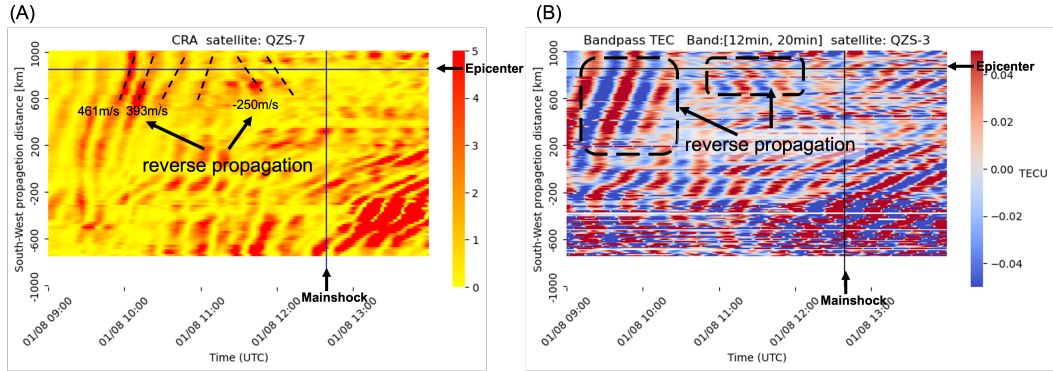 (A)
CRA satellite: QZS-7
South-West propagetion distance [km]
1000
600
200
-200
-600
-1000
461m/s
393m/s
-250m/s
reverse propagation
5
4
3
2
1
0
Epicenter
Mainshock
01/08 09:00
01/08 10:00
01/08 11:00
01/08 12:00
01/08 13:00
Time (UTC)
(B)
Bandpass TEC Band:[12min, 20min] satellite: QZS-3
South-West propagation distance [km]
1000
600
200
-200
-600
-1000
reverse propagation
0.04
0.02
0.00
-0.02
-0.04
TECU
Epicenter
Mainshock
01/08 09:00
01/08 10:00
01/08 11:00
01/08 12:00
01/08 13:00
Time (UTC)